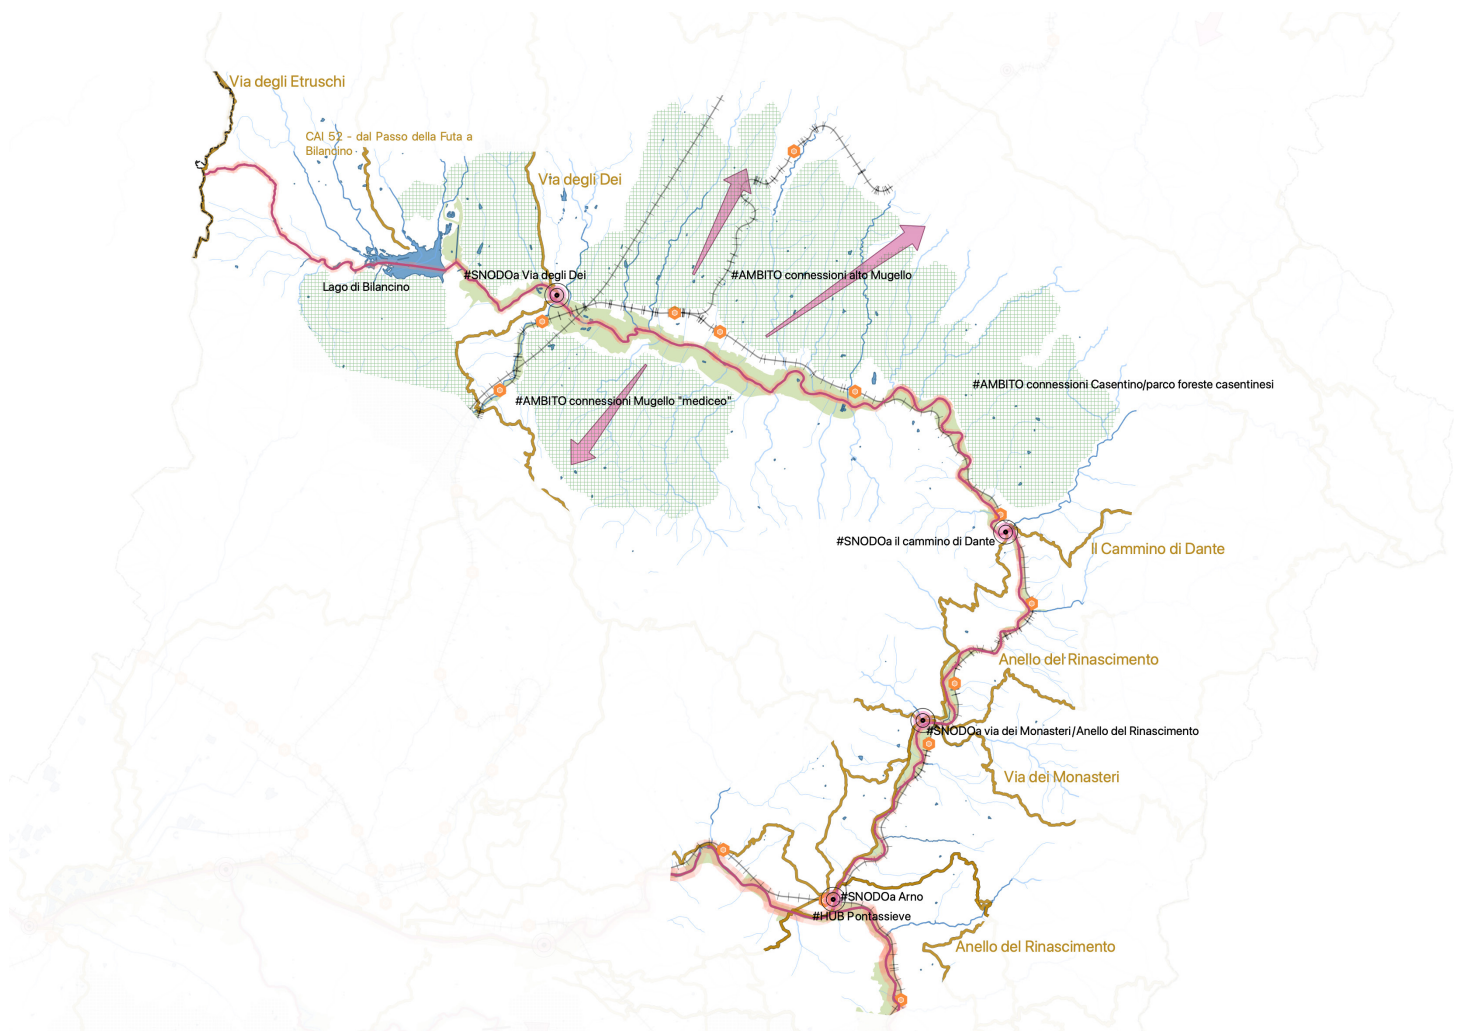 Via degli Etruschi
CAI 52 - dal Passo della Futa a
Bilancino
Via degli Dei
#SNODOa Via degli Dei
#AMBITO connessioni alto Mugello
Lago di Bilancino
#AMBITO connessioni Casentino/parco foreste casentinesi
#AMBITO connessioni Mugello "mediceo"
#SNODOa il cammino di Dante
Il Cammino di Dante
Anello del Rinascimento
#SNODOa via dei Monasteri/Anello del Rinascimento
Via dei Monasteri
#SNODOa Arno
#HUB Pontassieve
Anello del Rinascimento